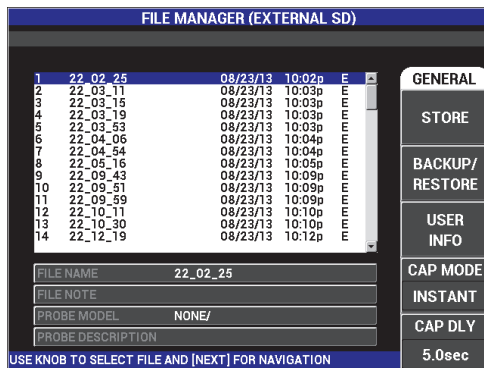 FILE MANAGER (EXTERNAL SD)
1 22_02_25 08/23/13 10:02p E
2 22_03_11 08/23/13 10:03p E
3 22_03_15 08/23/13 10:03p E
4 22_03_19 08/23/13 10:03p E
5 22_03_53 08/23/13 10:03p E
6 22_04_06 08/23/13 10:04p E
7 22_04_54 08/23/13 10:04p E
8 22_05_16 08/23/13 10:05p E
9 22_09_43 08/23/13 10:09p E
10 22_09_51 08/23/13 10:09p E
11 22_09_59 08/23/13 10:09p E
12 22_10_11 08/23/13 10:10p E
13 22_10_30 08/23/13 10:10p E
14 22_12_19 08/23/13 10:12p E
FILE NAME 22_02_25
FILE NOTE
PROBE MODEL NONE/
PROBE DESCRIPTION
USE KNOB TO SELECT FILE AND [NEXT] FOR NAVIGATION
GENERAL
STORE
BACKUP/
RESTORE
USER
INFO
CAP MODE
INSTANT
CAP DLY
5.0sec